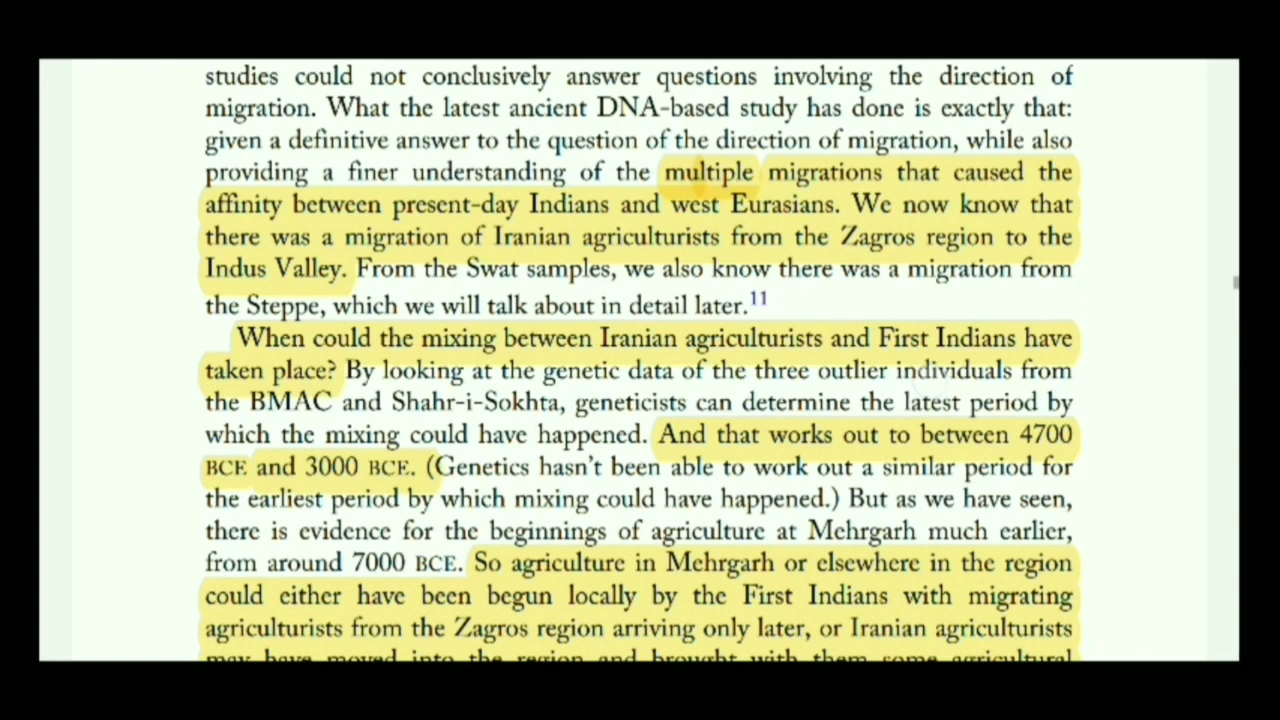 studies could not conclusively answer questions involving the direction of
migration. What the latest ancient DNA-based study has done is exactly that:
given a definitive answer to the question of the direction of migration, while also
providing a finer understanding of the multiple migrations that caused the
affinity between present-day Indians and west Eurasians. We now know that
there was a migration of Iranian agriculturists from the Zagros region to the
Indus Valley. From the Swat samples, we also know there was a migration from
the Steppe, which we will talk about in detail later.11
When could the mixing between Iranian agriculturists and First Indians have
taken place? By looking at the genetic data of the three outlier individuals from
the BMAC and Shahr-i-Sokhta, geneticists can determine the latest period by
which the mixing could have happened. And that works out to between 4700
BCE and 3000 BCE. (Genetics hasn't been able to work out a similar period for
the earliest period by which mixing could have happened.) But as we have seen,
there is evidence for the beginnings of agriculture at Mehrgarh much earlier,
from around 7000 BCE. So agriculture in Mehrgarh or elsewhere in the region
could either have been begun locally by the First Indians with migrating
agriculturists from the Zagros region arriving only later, or Iranian agriculturists
may have moved into the region and brought with them some agricultural